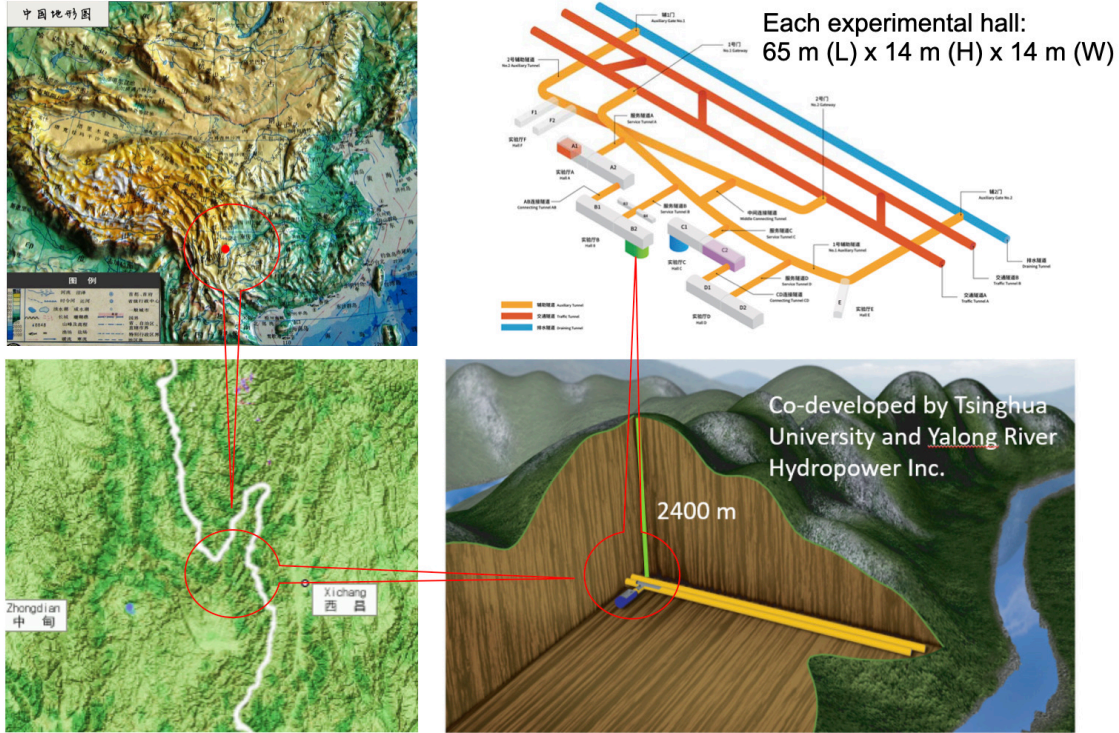 中国地形图
图 例
Each experimental hall:
65 m (L) x 14 m (H) x 14 m (W)
辅1门
Auxiliary Gate No.1
1号门
No.1 Gateway
2号辅助隧道
No.2 Auxiliary Tunnel
2号门
No.2 Gateway
F1
F2
实验厅F
Hall F
服务隧道A
Service Tunnel A
A1
A2
实验厅A
Hall A
AB连接隧道
Connecting Tunnel AB
服务隧道B
Service Tunnel B
B1
B2
实验厅B
中间连接隧道
Middle Connecting Tunnel
辅2门
Auxiliary Gate No.2
C1
C2
服务隧道C
Service Tunnel C
实验厅C
Hall C
1号辅助隧道
No.1 Auxiliary Tunnel
排水隧道
Draining Tunnel
服务隧道D
Service Tunnel D
交通隧道B
Traffic Tunnel B
D1
D2
CD连接隧道
Connecting Tunnel CD
交通隧道A
Traffic Tunnel A
E
实验厅E
Hall E
实验厅D
Hall D
辅助隧道 Auxiliary Tunnel
交通隧道 Traffic Tunnel
排水隧道 Draining Tunnel
Zhongdian
中 甸
Xichang
西 昌
Co-developed by Tsinghua
University and Yalong River
Hydropower Inc.
2400 m